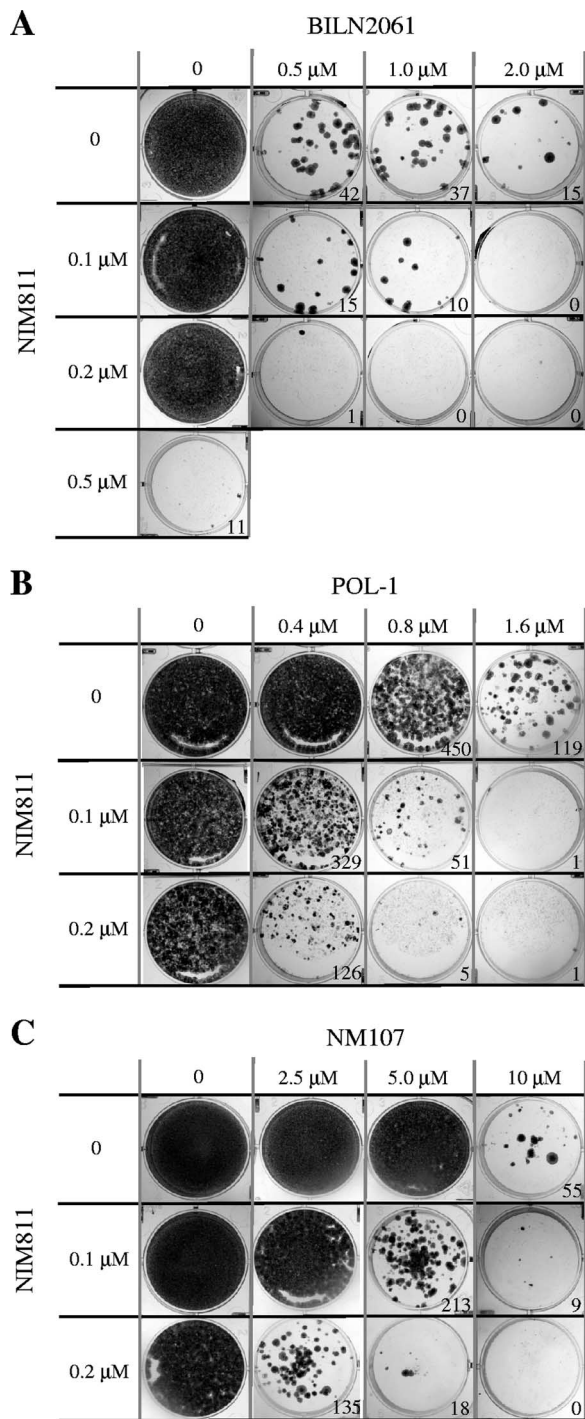 A
BILN2061
0 0.5 µM 1.0 µM 2.0 µM
0
42 37 15
NIM811
0.1 µM
15 10 0
0.2 µM
1 0 0
0.5 µM
11
B
POL-1
0 0.4 µM 0.8 µM 1.6 µM
0
450 119
NIM811
0.1 µM
329 51 1
0.2 µM
126 5 1
C
NM107
0 2.5 µM 5.0 µM 10 µM
0
55
NIM811
0.1 µM
213 9
0.2 µM
135 18 0